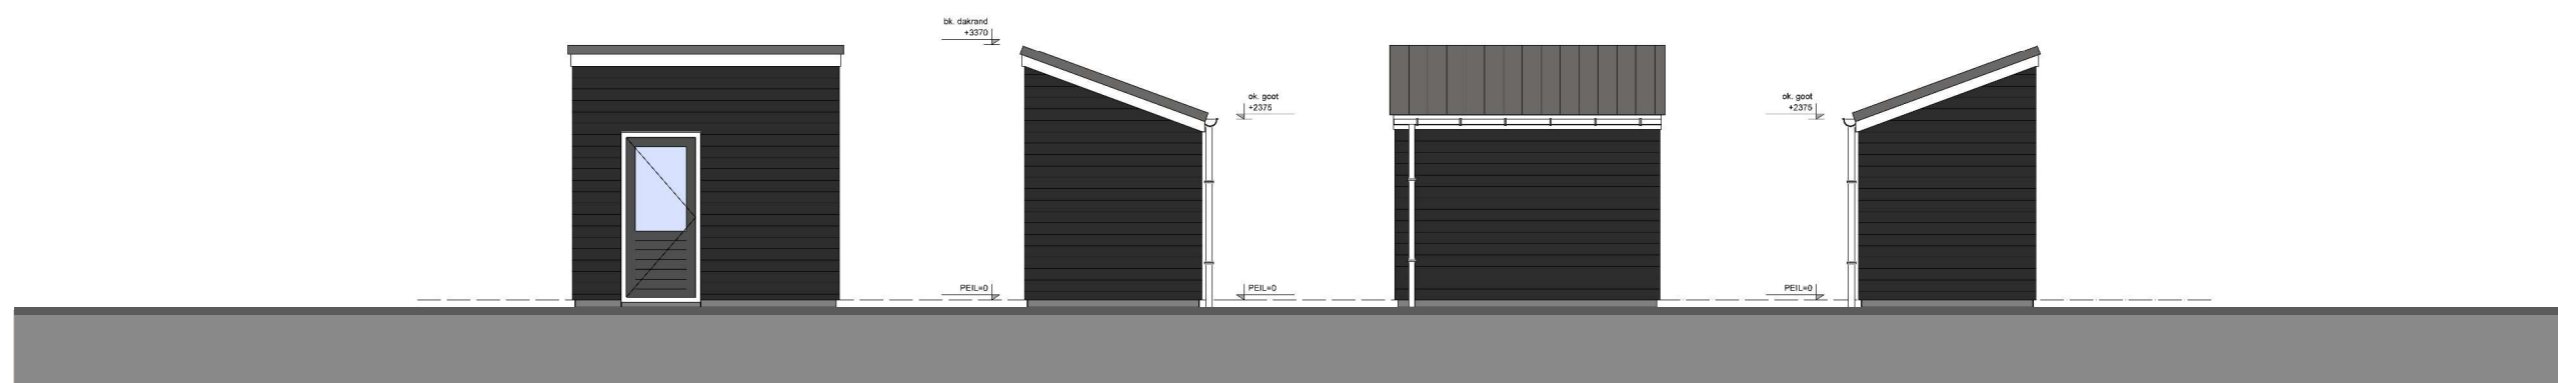 bk. dakrand
+3370
ok. goot
+2375
ok. goot
+2375
PEIL=0
PEIL=0
PEIL=0